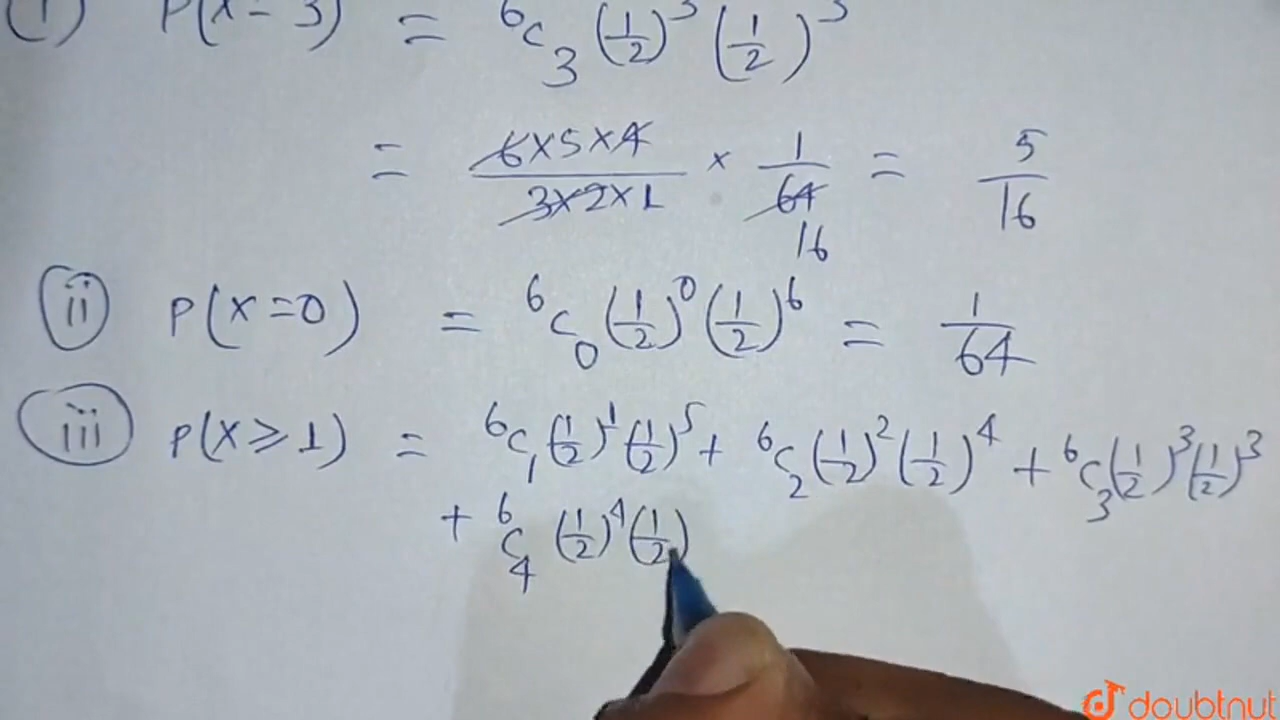 (i) P(X = 3) = ⁶C₃ (1/2)³ (1/2)³
= 6×5×4 / 3×2×1 × 1/64 = 5/16
16
(ii) P(X=0) = ⁶C₀ (1/2)⁰ (1/2)⁶ = 1/64
(iii) P(X≥1) = ⁶C₁ (1/2)¹ (1/2)⁵ + ⁶C₂ (1/2)² (1/2)⁴ + ⁶C₃ (1/2)³ (1/2)³
+ ⁶C₄ (1/2)⁴ (1/2)
doubtnut